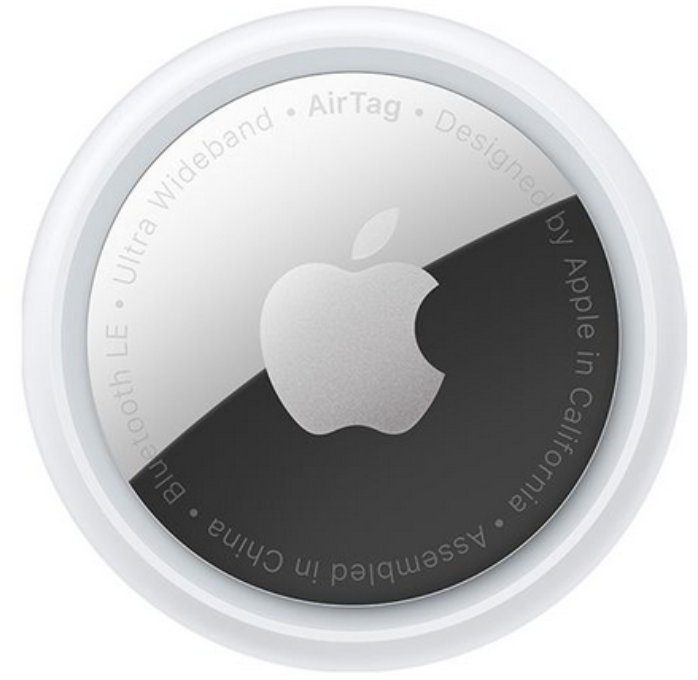 AirTag • Designed by Apple in California • Assembled in China • Bluetooth LE • Ultra Wideband •